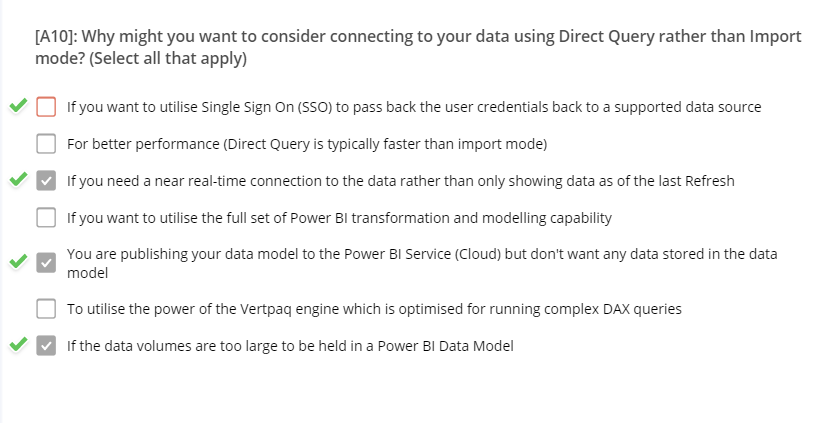 [A10]: Why might you want to consider connecting to your data using Direct Query rather than Import
mode? (Select all that apply)
If you want to utilise Single Sign On (SSO) to pass back the user credentials back to a supported data source
For better performance (Direct Query is typically faster than import mode)
If you need a near real-time connection to the data rather than only showing data as of the last Refresh
If you want to utilise the full set of Power BI transformation and modelling capability
You are publishing your data model to the Power BI Service (Cloud) but don't want any data stored in the data
model
To utilise the power of the Vertpaq engine which is optimised for running complex DAX queries
If the data volumes are too large to be held in a Power BI Data Model